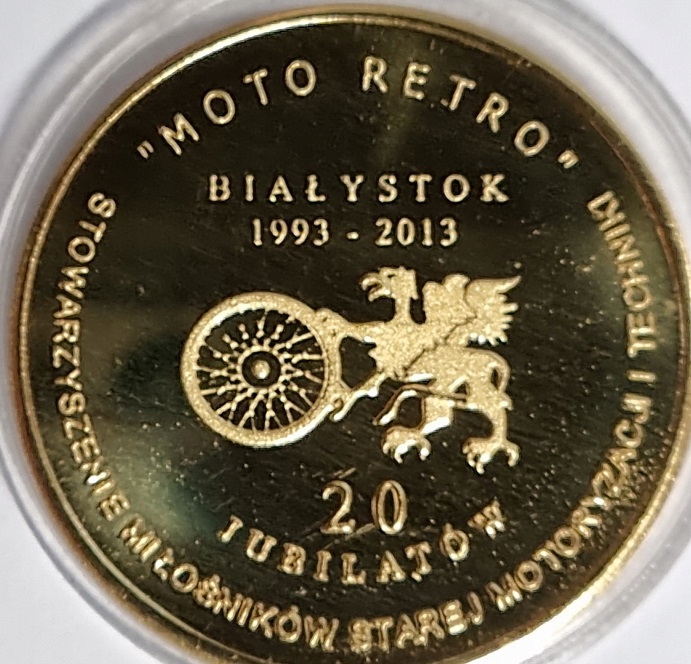 "MOTO RETRO"
BIAŁYSTOK
1993 - 2013
20
JUBILATÓW
STOWARZYSZENIE MIŁOŚNIKÓW STAREJ MOTORYZACJI I TECHNIKI